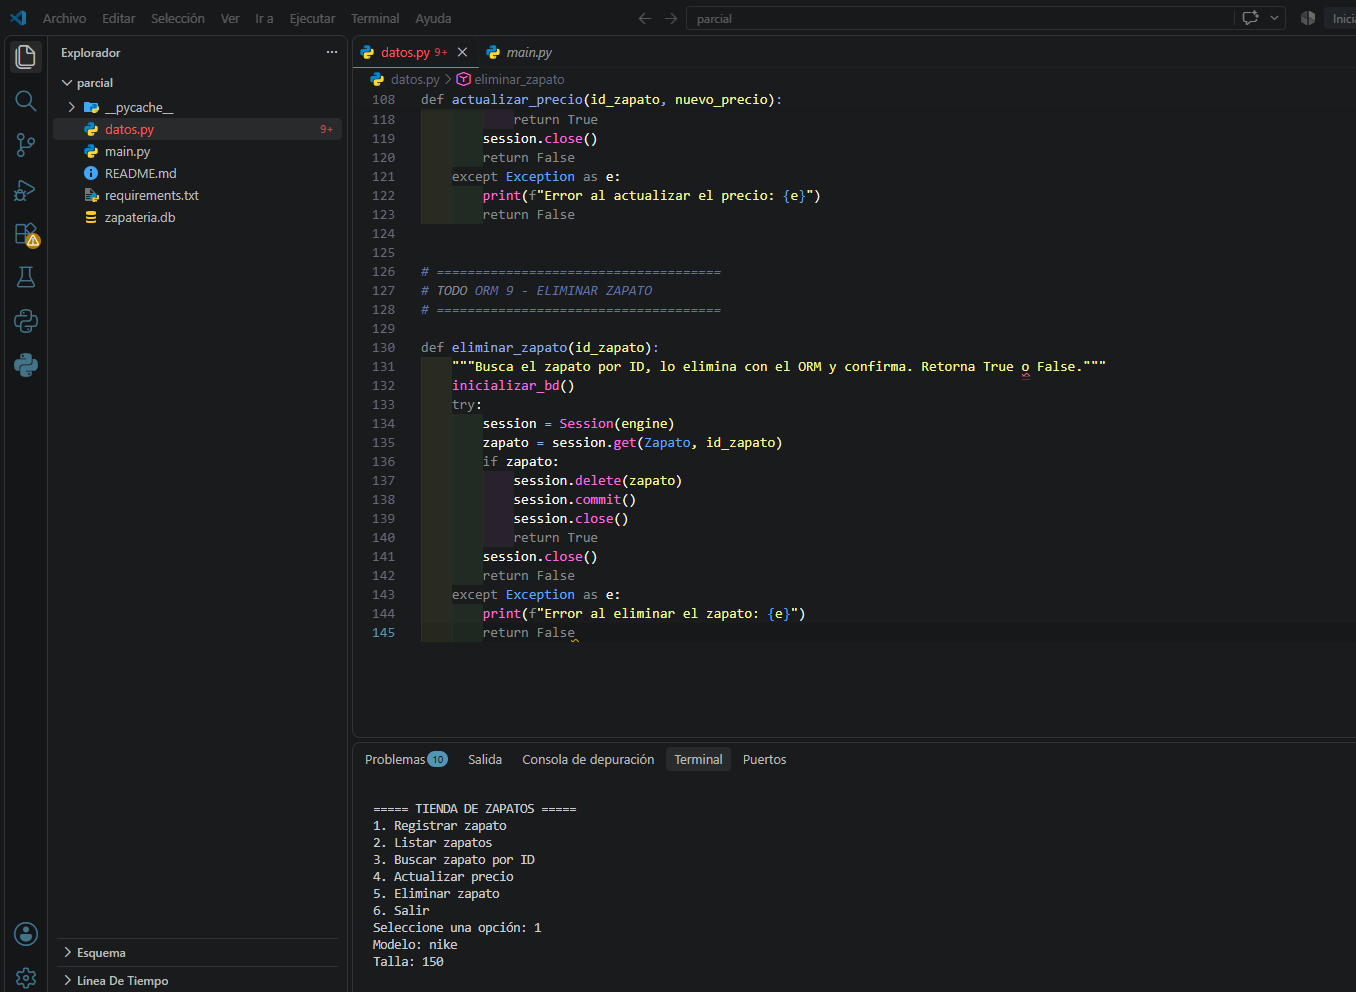 Archivo Editar Selección Ver Ir a Ejecutar Terminal Ayuda
parcial
Explorador
parcial
__pycache__
datos.py 9+
main.py
README.md
requirements.txt
zapateria.db
Esquema
Línea De Tiempo
datos.py 9+ main.py
datos.py > eliminar_zapato
108 def actualizar_precio(id_zapato, nuevo_precio):
118 return True
119 session.close()
120 return False
121 except Exception as e:
122 print(f"Error al actualizar el precio: {e}")
123 return False
124
125
126 # =====================================
127 # TODO ORM 9 - ELIMINAR ZAPATO
128 # =====================================
129
130 def eliminar_zapato(id_zapato):
131 """Busca el zapato por ID, lo elimina con el ORM y confirma. Retorna True o False."""
132 inicializar_bd()
133 try:
134 session = Session(engine)
135 zapato = session.get(Zapato, id_zapato)
136 if zapato:
137 session.delete(zapato)
138 session.commit()
139 session.close()
140 return True
141 session.close()
142 return False
143 except Exception as e:
144 print(f"Error al eliminar el zapato: {e}")
145 return False
Problemas 10 Salida Consola de depuración Terminal Puertos
===== TIENDA DE ZAPATOS =====
1. Registrar zapato
2. Listar zapatos
3. Buscar zapato por ID
4. Actualizar precio
5. Eliminar zapato
6. Salir
Seleccione una opción: 1
Modelo: nike
Talla: 150